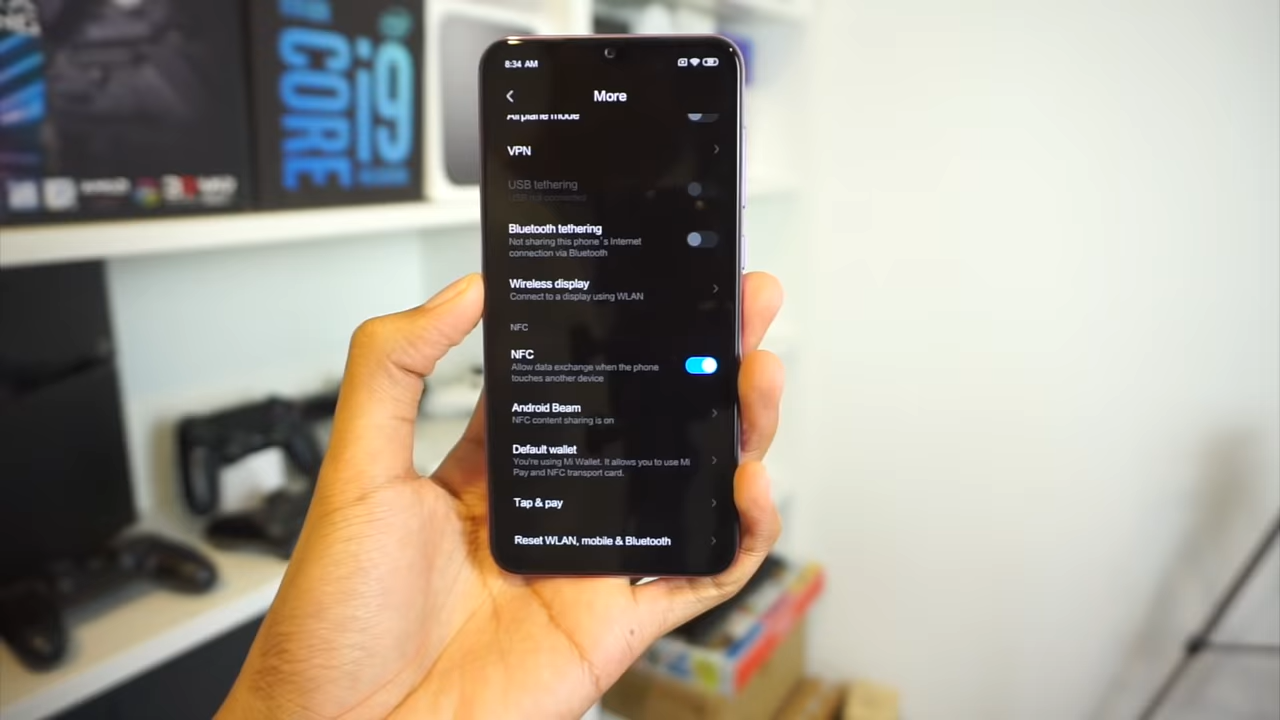 CORE
i9
8:34 AM
More
Airplane mode
VPN
USB tethering
USB not connected
Bluetooth tethering
Not sharing this phone's Internet
connection via Bluetooth
Wireless display
Connect to a display using WLAN
NFC
NFC
Allow data exchange when the phone
touches another device
Android Beam
NFC content sharing is on
Default wallet
You're using Mi Wallet. It allows you to use Mi
Pay and NFC transport card.
Tap & pay
Reset WLAN, mobile & Bluetooth